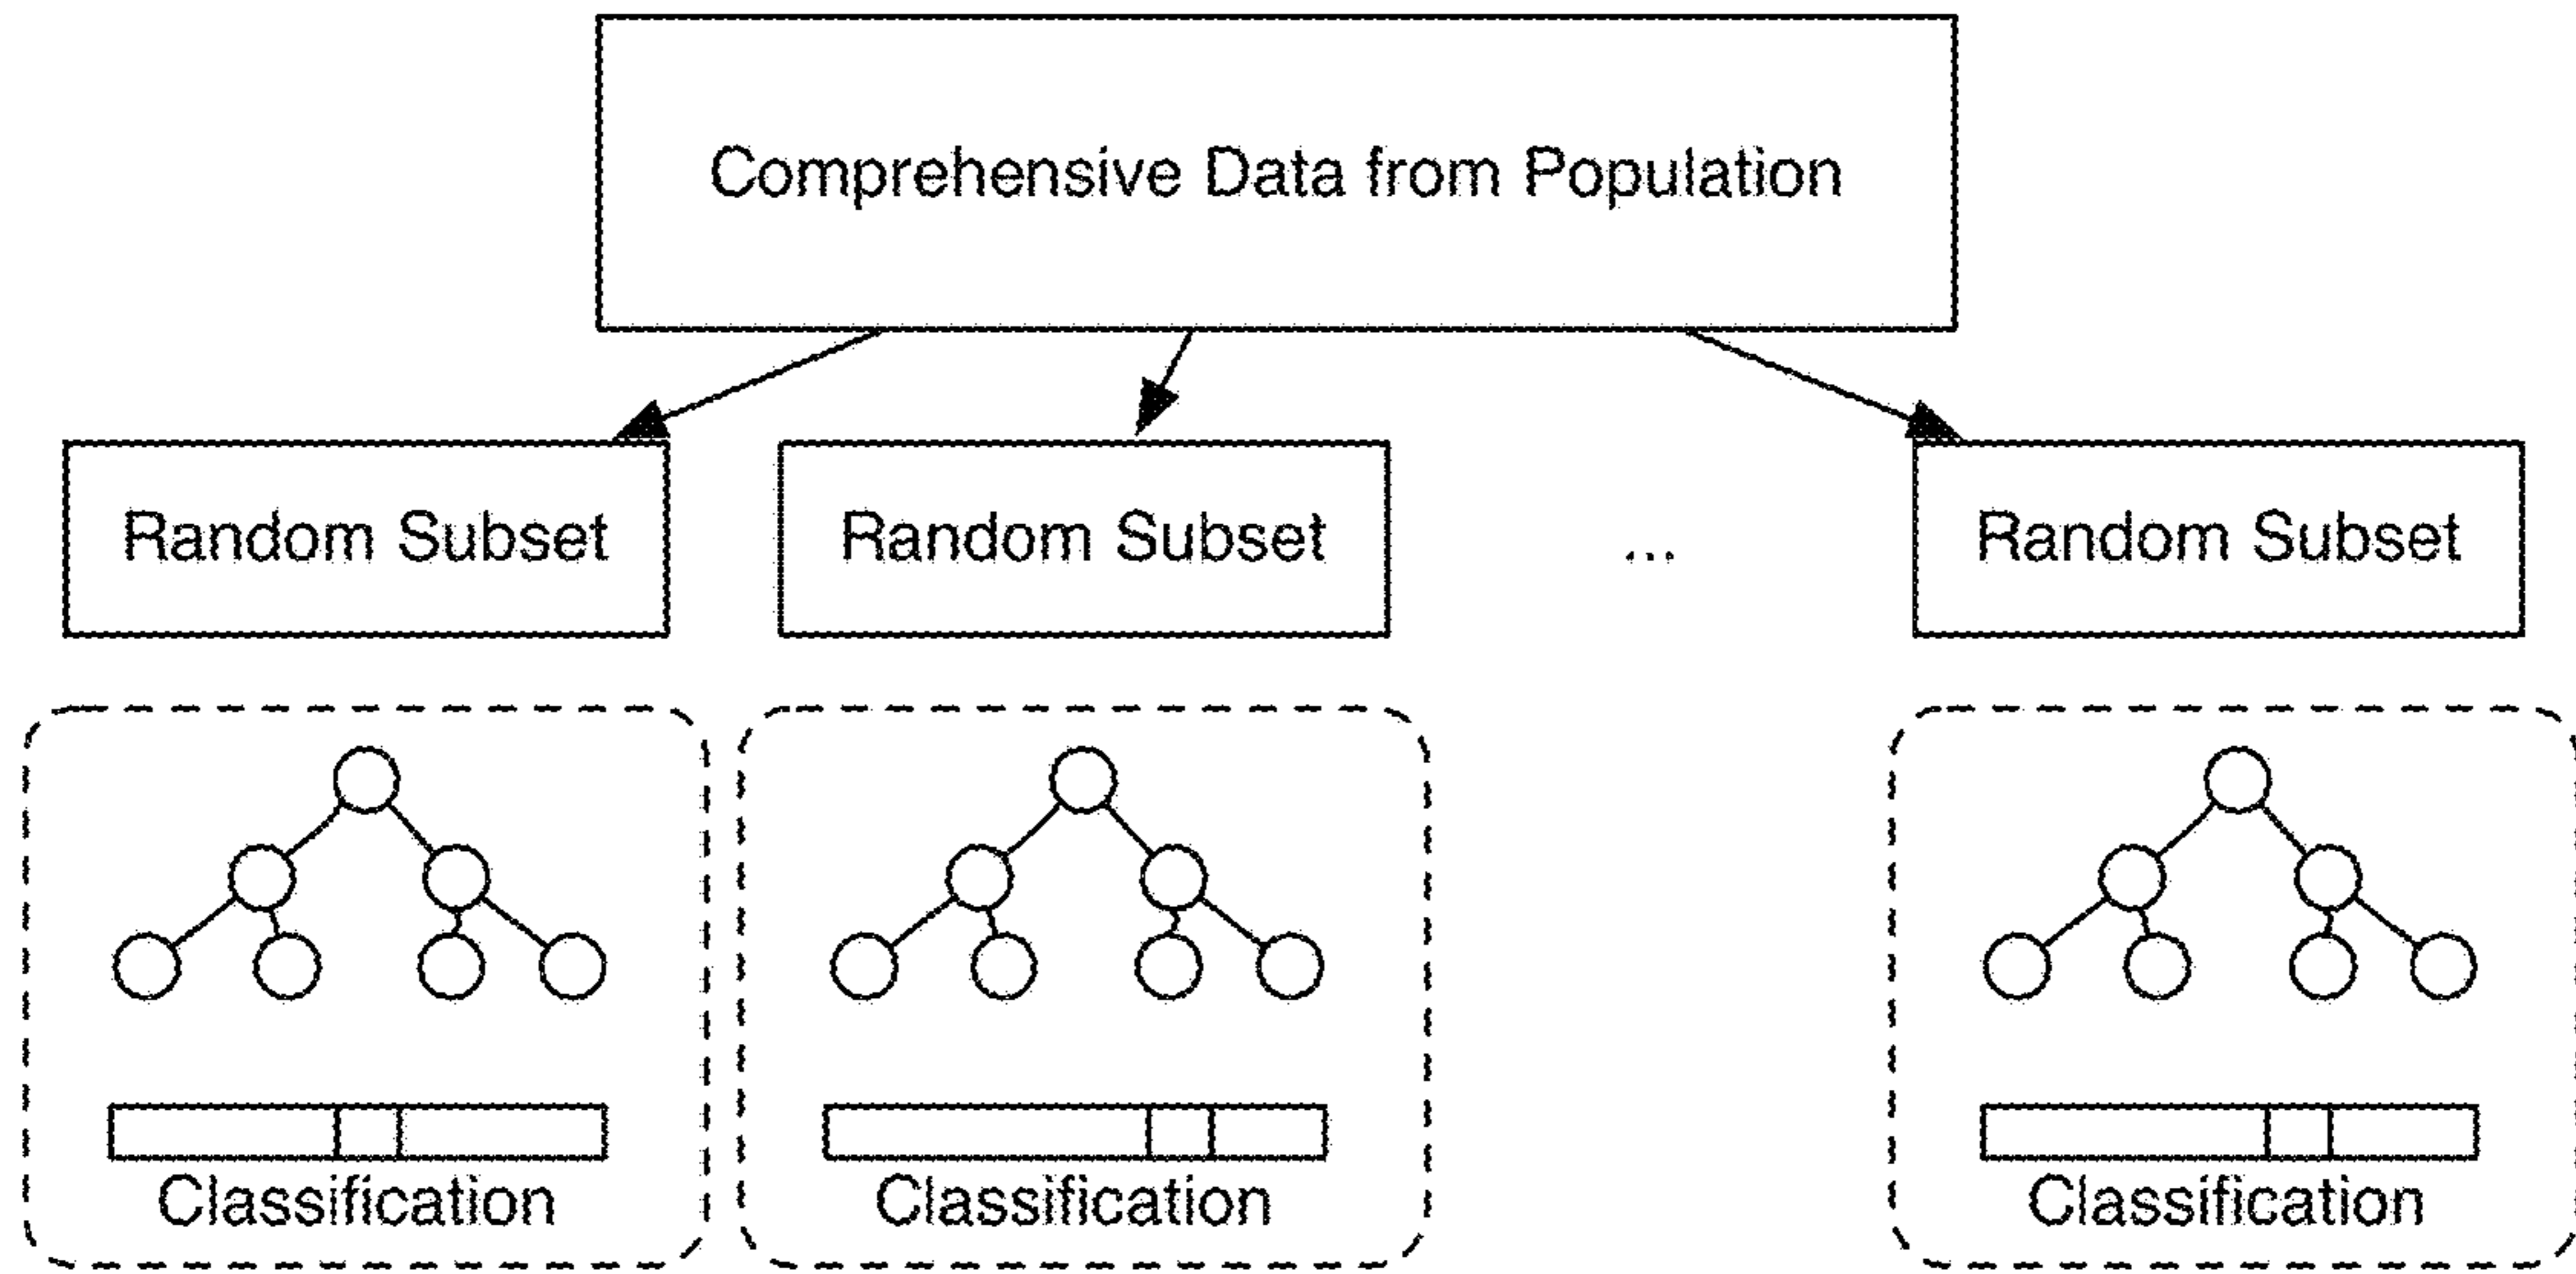 Comprehensive Data from Population
Random Subset
Random Subset
...
Random Subset
Classification
Classification
Classification